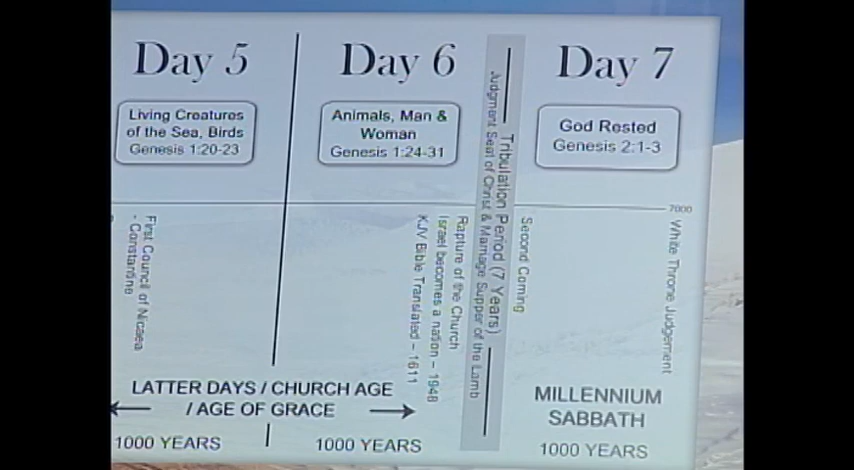 Day 5
Living Creatures
of the Sea, Birds
Genesis 1:20-23
Day 6
Animals, Man &
Woman
Genesis 1:24-31
Tribulation Period (7 Years)
Judgment Seat of Christ & Marriage Supper of the Lamb
Day 7
God Rested
Genesis 2:1-3
7000
First Council of Nicaea
- Constantine
Rapture of the Church
Israel becomes a nation – 1948
KJV Bible Translated – 1611
Second Coming
White Throne Judgement
LATTER DAYS / CHURCH AGE
/ AGE OF GRACE
MILLENNIUM
SABBATH
1000 YEARS
1000 YEARS
1000 YEARS